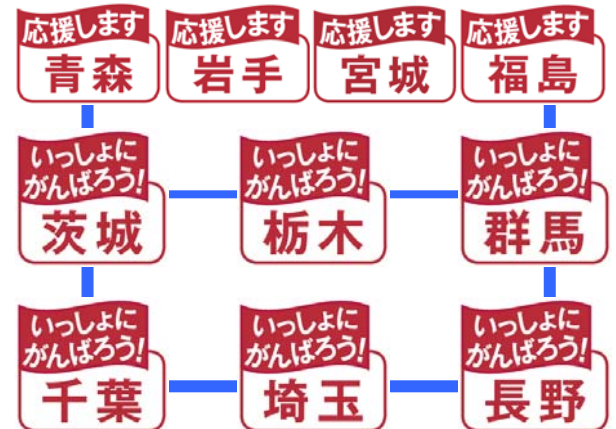 応援します
青森
応援します
岩手
応援します
宮城
応援します
福島
いっしょに
がんばろう!
茨城
いっしょに
がんばろう!
栃木
いっしょに
がんばろう!
群馬
いっしょに
がんばろう!
千葉
いっしょに
がんばろう!
埼玉
いっしょに
がんばろう!
長野